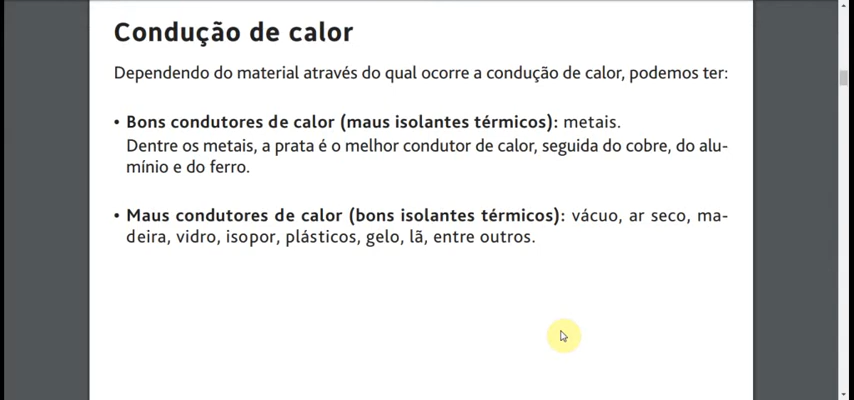 Condução de calor
Dependendo do material através do qual ocorre a condução de calor, podemos ter:
• Bons condutores de calor (maus isolantes térmicos): metais.
Dentre os metais, a prata é o melhor condutor de calor, seguida do cobre, do alu-
mínio e do ferro.
• Maus condutores de calor (bons isolantes térmicos): vácuo, ar seco, ma-
deira, vidro, isopor, plásticos, gelo, lã, entre outros.